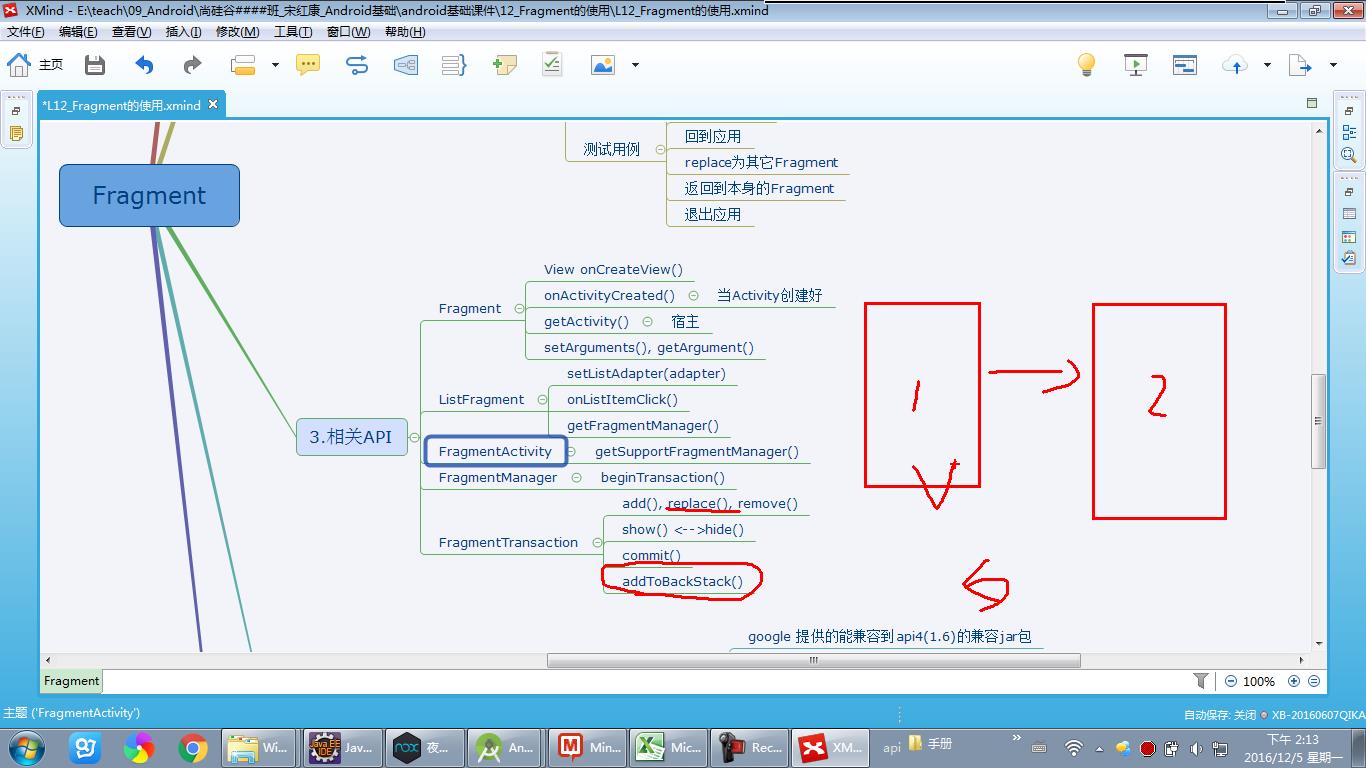 XMind - E:\teach\09_Android\尚硅谷####班_宋红康_Android基础\android基础课件\12_Fragment的使用\L12_Fragment的使用.xmind
文件(F) 编辑(E) 查看(V) 插入(I) 修改(M) 工具(T) 窗口(W) 帮助(H)
主页
*L12_Fragment的使用.xmind
Fragment
测试用例
回到应用
replace为其它Fragment
返回到本身的Fragment
退出应用
3.相关API
Fragment
View onCreateView()
onActivityCreated() 当Activity创建好
getActivity() 宿主
setArguments(), getArgument()
ListFragment
setListAdapter(adapter)
onListItemClick()
getFragmentManager()
FragmentActivity getSupportFragmentManager()
FragmentManager beginTransaction()
FragmentTransaction
add(), replace(), remove()
show() <-->hide()
commit()
addToBackStack()
1
2
google 提供的能兼容到api4(1.6)的兼容jar包
Fragment
100%
主题 ('FragmentActivity')
自动保存: 关闭 XB-20160607QIKA
Wi...
Jav...
夜...
An...
Min...
Mic...
Rec...
XM...
api
手册
下午 2:13
2016/12/5 星期一